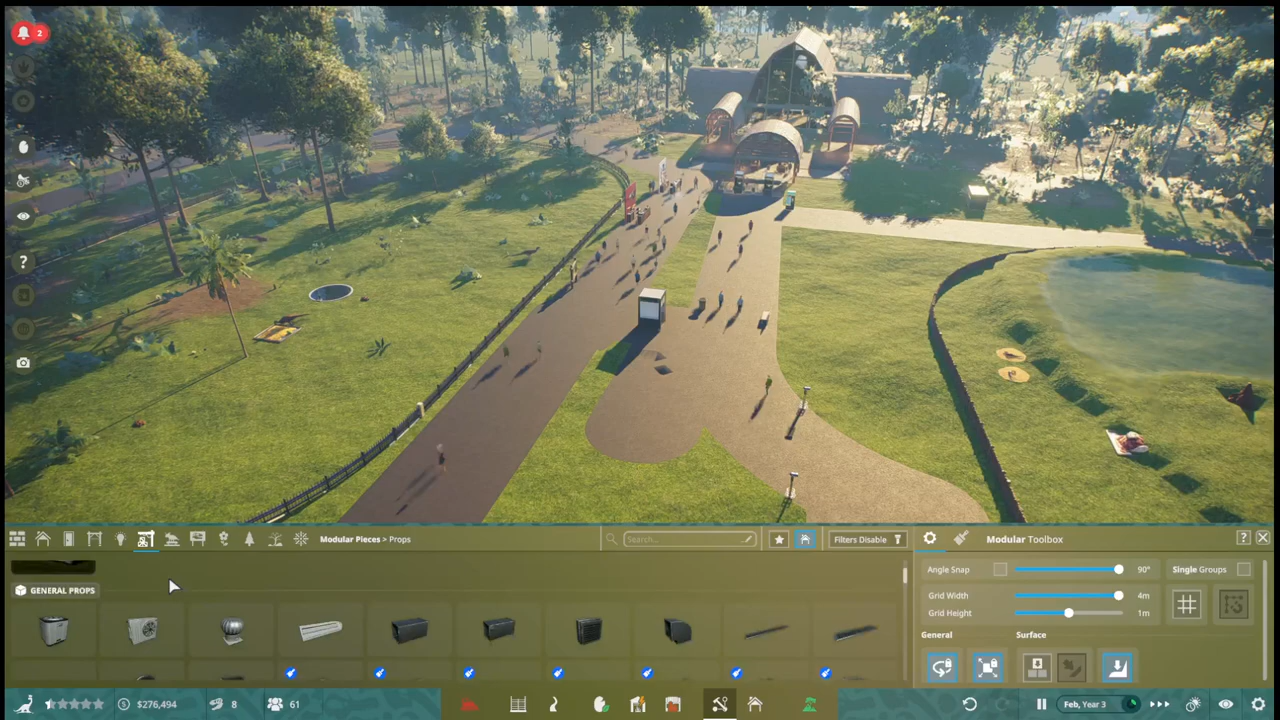 2
?
Modular Pieces > Props
Search...
Filters Disable
Modular Toolbox
?
GENERAL PROPS
Angle Snap
90°
Single Groups
Grid Width
4m
Grid Height
1m
General
Surface
$276,494
8
61
Feb, Year 3